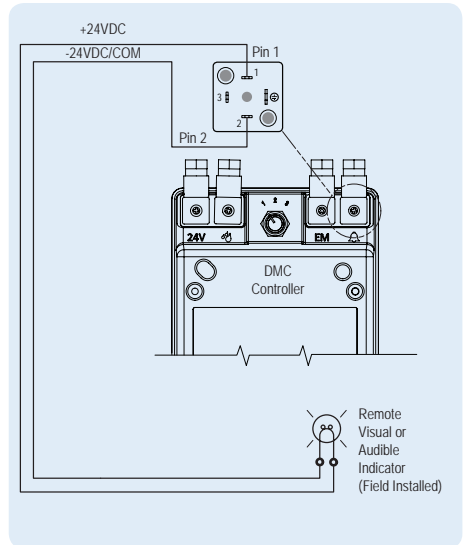 +24VDC
-24VDC/COM
Pin 1
1
3
2
Pin 2
1 2 3
24V
EM
DMC
Controller
Remote
Visual or
Audible
Indicator
(Field Installed)